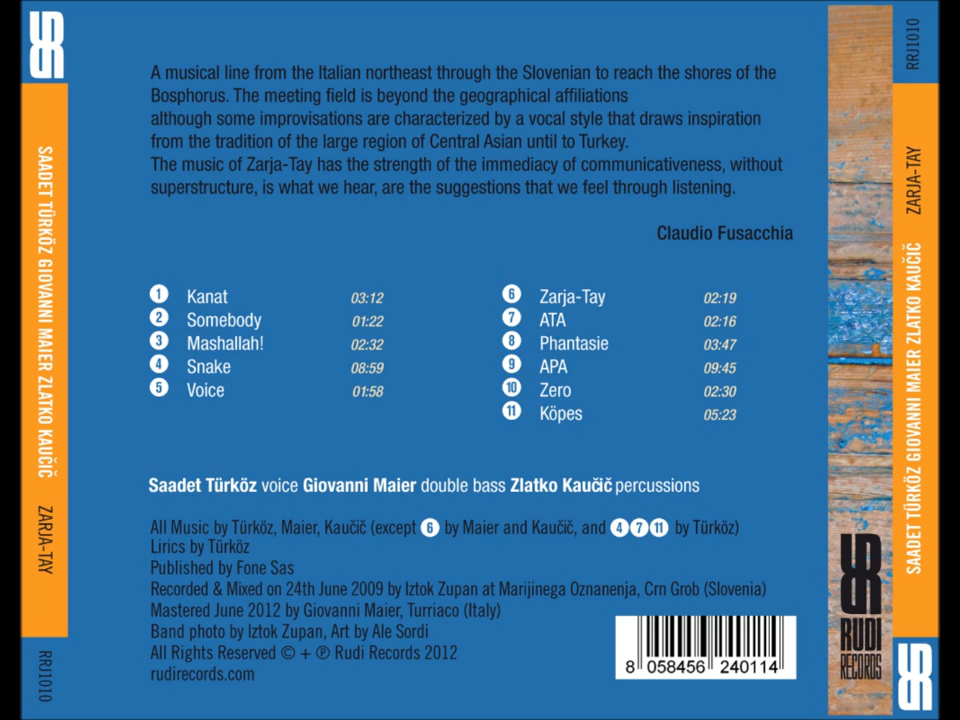 SAADET TÜRKÖZ GIOVANNI MAIER ZLATKO KAUČIČ ZARJA-TAY
RRJ1010
A musical line from the Italian northeast through the Slovenian to reach the shores of the
Bosphorus. The meeting field is beyond the geographical affiliations
although some improvisations are characterized by a vocal style that draws inspiration
from the tradition of the large region of Central Asian until to Turkey.
The music of Zarja-Tay has the strength of the immediacy of communicativeness, without
superstructure, is what we hear, are the suggestions that we feel through listening.
Claudio Fusacchia
1 Kanat 03:12
2 Somebody 01:22
3 Mashallah! 02:32
4 Snake 08:59
5 Voice 01:58
6 Zarja-Tay 02:19
7 ATA 02:16
8 Phantasie 03:47
9 APA 09:45
10 Zero 02:30
11 Köpes 05:23
Saadet Türköz voice Giovanni Maier double bass Zlatko Kaučič percussions
All Music by Türköz, Maier, Kaučič (except 6 by Maier and Kaučič, and 4 7 11 by Türköz)
Lirics by Türköz
Published by Fone Sas
Recorded & Mixed on 24th June 2009 by Iztok Zupan at Marijinega Oznanenja, Crn Grob (Slovenia)
Mastered June 2012 by Giovanni Maier, Turriaco (Italy)
Band photo by Iztok Zupan, Art by Ale Sordi
All Rights Reserved © + ℗ Rudi Records 2012
rudirecords.com
8 058456 240114
RUDI
RECORDS
SAADET TÜRKÖZ GIOVANNI MAIER ZLATKO KAUČIČ ZARJA-TAY
RRJ1010